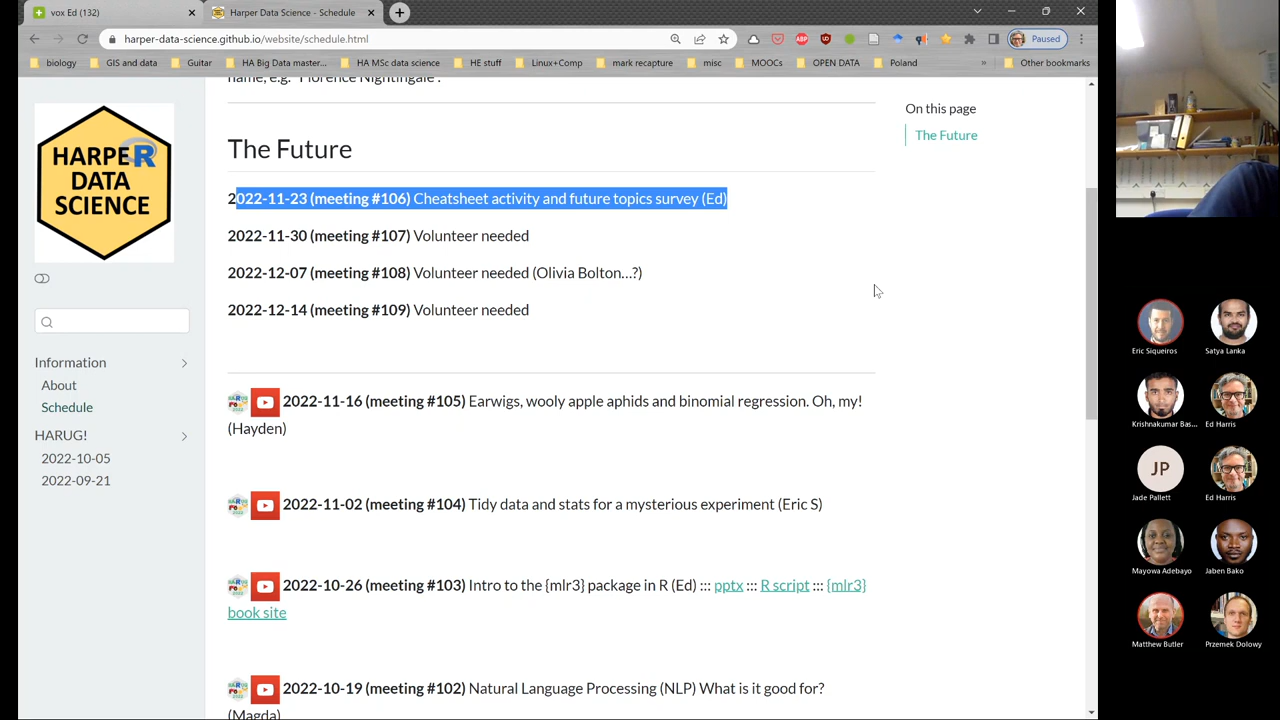 vox Ed (132)
Harper Data Science - Schedule
harper-data-science.github.io/website/schedule.html
Paused
biology
GIS and data
Guitar
HA Big Data master...
HA MSc data science
HE stuff
Linux+Comp
mark recapture
misc
MOOCs
OPEN DATA
Poland
»
Other bookmarks
name, e.g. "Florence Nightingale".
HARPER
DATA
SCIENCE
Information
About
Schedule
HARUG!
2022-10-05
2022-09-21
The Future
2022-11-23 (meeting #106) Cheatsheet activity and future topics survey (Ed)
2022-11-30 (meeting #107) Volunteer needed
2022-12-07 (meeting #108) Volunteer needed (Olivia Bolton...?)
2022-12-14 (meeting #109) Volunteer needed
2022-11-16 (meeting #105) Earwigs, wooly apple aphids and binomial regression. Oh, my!
(Hayden)
2022-11-02 (meeting #104) Tidy data and stats for a mysterious experiment (Eric S)
2022-10-26 (meeting #103) Intro to the {mlr3} package in R (Ed) ::: pptx ::: R script ::: {mlr3}
book site
2022-10-19 (meeting #102) Natural Language Processing (NLP) What is it good for?
(Magda)
On this page
The Future
Eric Siqueiros
Satya Lanka
Krishnakumar Bas...
Ed Harris
JP
Jade Pallett
Ed Harris
Mayowa Adebayo
Jaben Bako
Matthew Butler
Przemek Dolowy